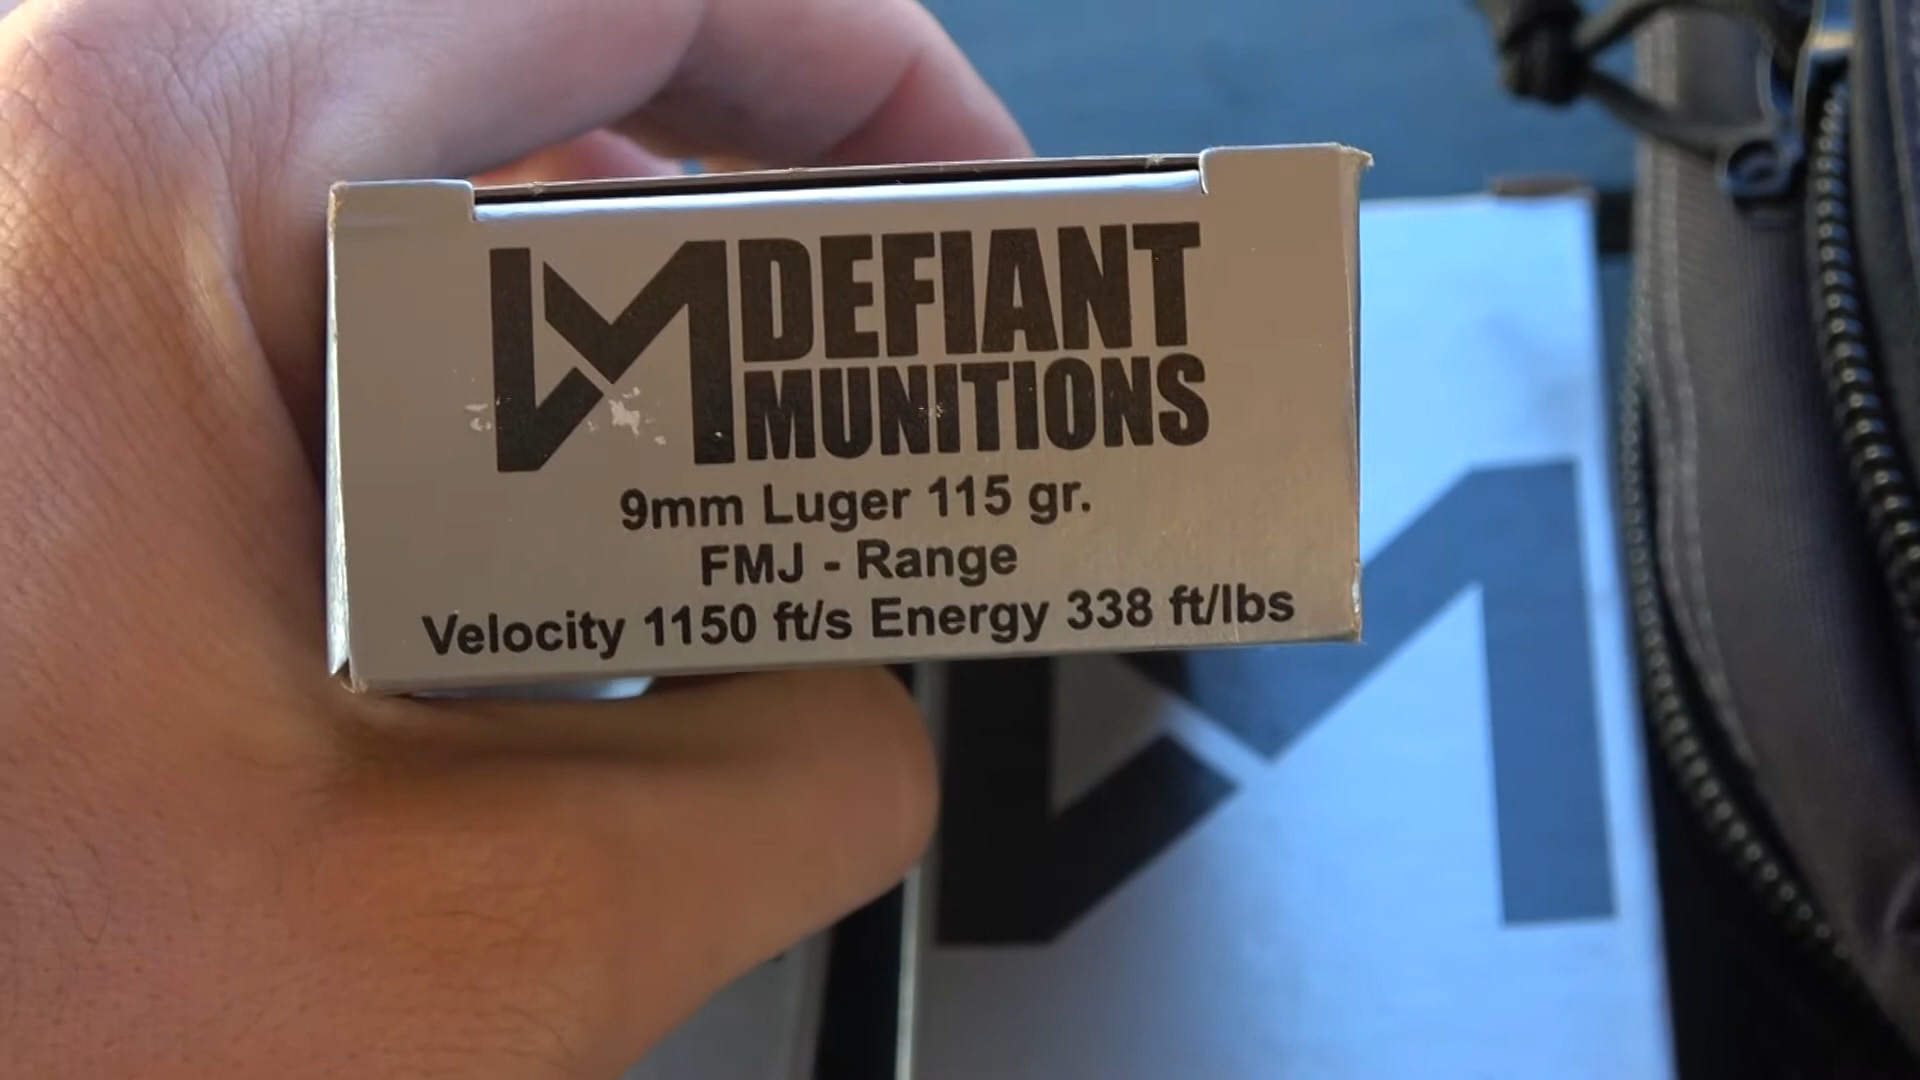 DEFIANT
MUNITIONS
9mm Luger 115 gr.
FMJ - Range
Velocity 1150 ft/s Energy 338 ft/lbs